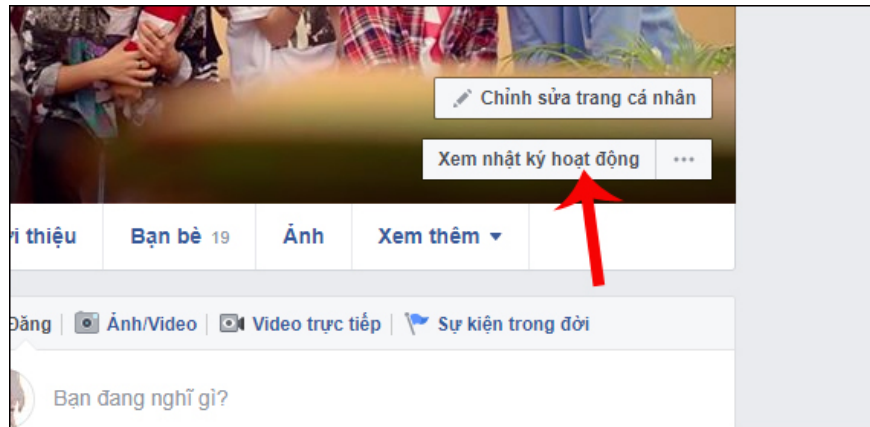 Chỉnh sửa trang cá nhân
Xem nhật ký hoạt động ...
i thiệu Bạn bè 19 Ảnh Xem thêm
Đăng Ảnh/Video Video trực tiếp Sự kiện trong đời
Bạn đang nghĩ gì?